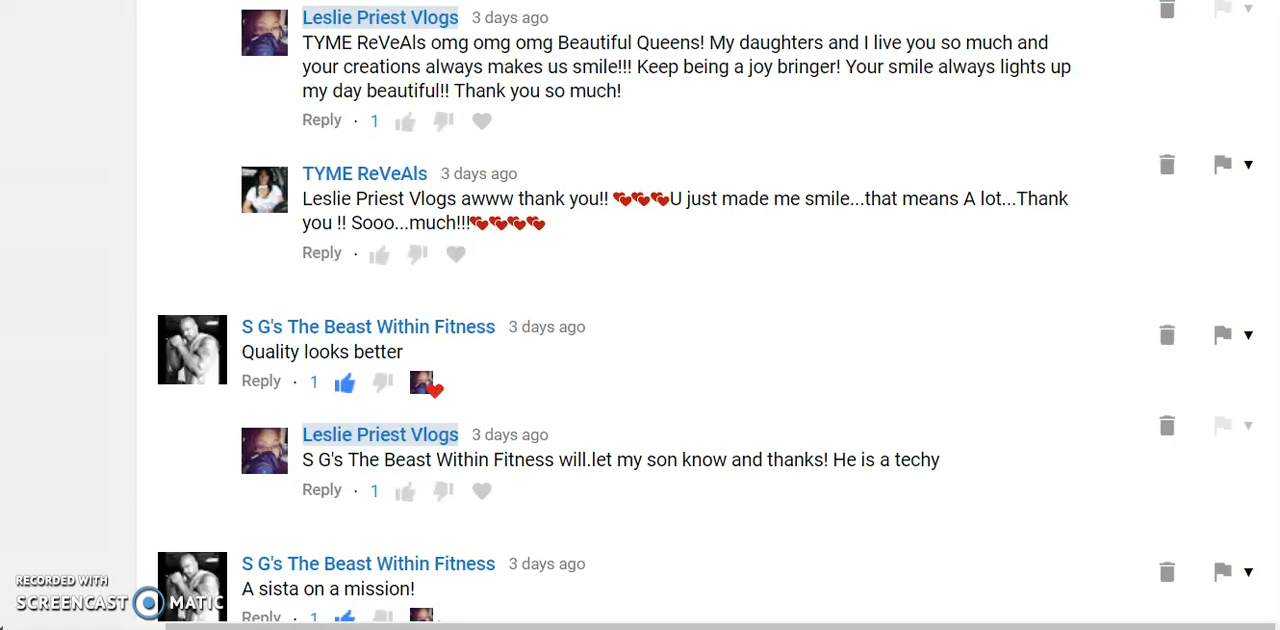 Leslie Priest Vlogs 3 days ago
TYME ReVeAls omg omg omg Beautiful Queens! My daughters and I live you so much and
your creations always makes us smile!!! Keep being a joy bringer! Your smile always lights up
my day beautiful!! Thank you so much!
Reply · 1
TYME ReVeAls 3 days ago
Leslie Priest Vlogs awww thank you!! 💕💕💕U just made me smile...that means A lot...Thank
you !! Sooo...much!!!💕💕💕💕
Reply ·
S G's The Beast Within Fitness 3 days ago
Quality looks better
Reply · 1
Leslie Priest Vlogs 3 days ago
S G's The Beast Within Fitness will.let my son know and thanks! He is a techy
Reply · 1
S G's The Beast Within Fitness 3 days ago
A sista on a mission!
Reply · 1
RECORDED WITH
SCREENCAST MATIC